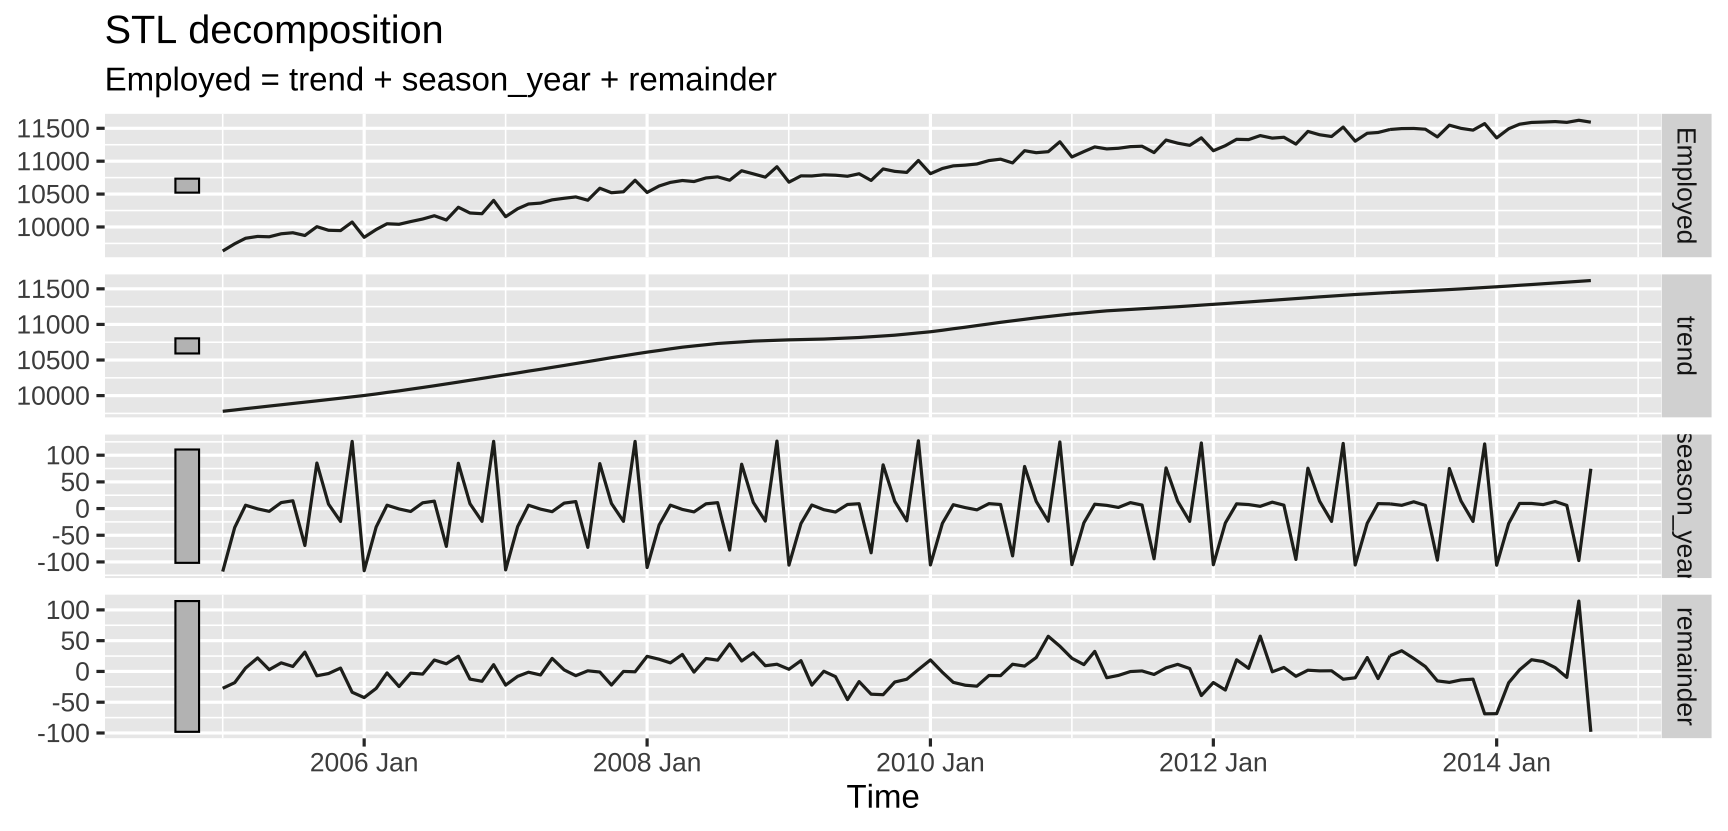 STL decomposition
Employed = trend + season_year + remainder
11500
11000
10500
10000
Employed
11500
11000
10500
10000
trend
100
50
0
-50
-100
season_year
100
50
0
-50
-100
remainder
2006 Jan
2008 Jan
2010 Jan
2012 Jan
2014 Jan
Time